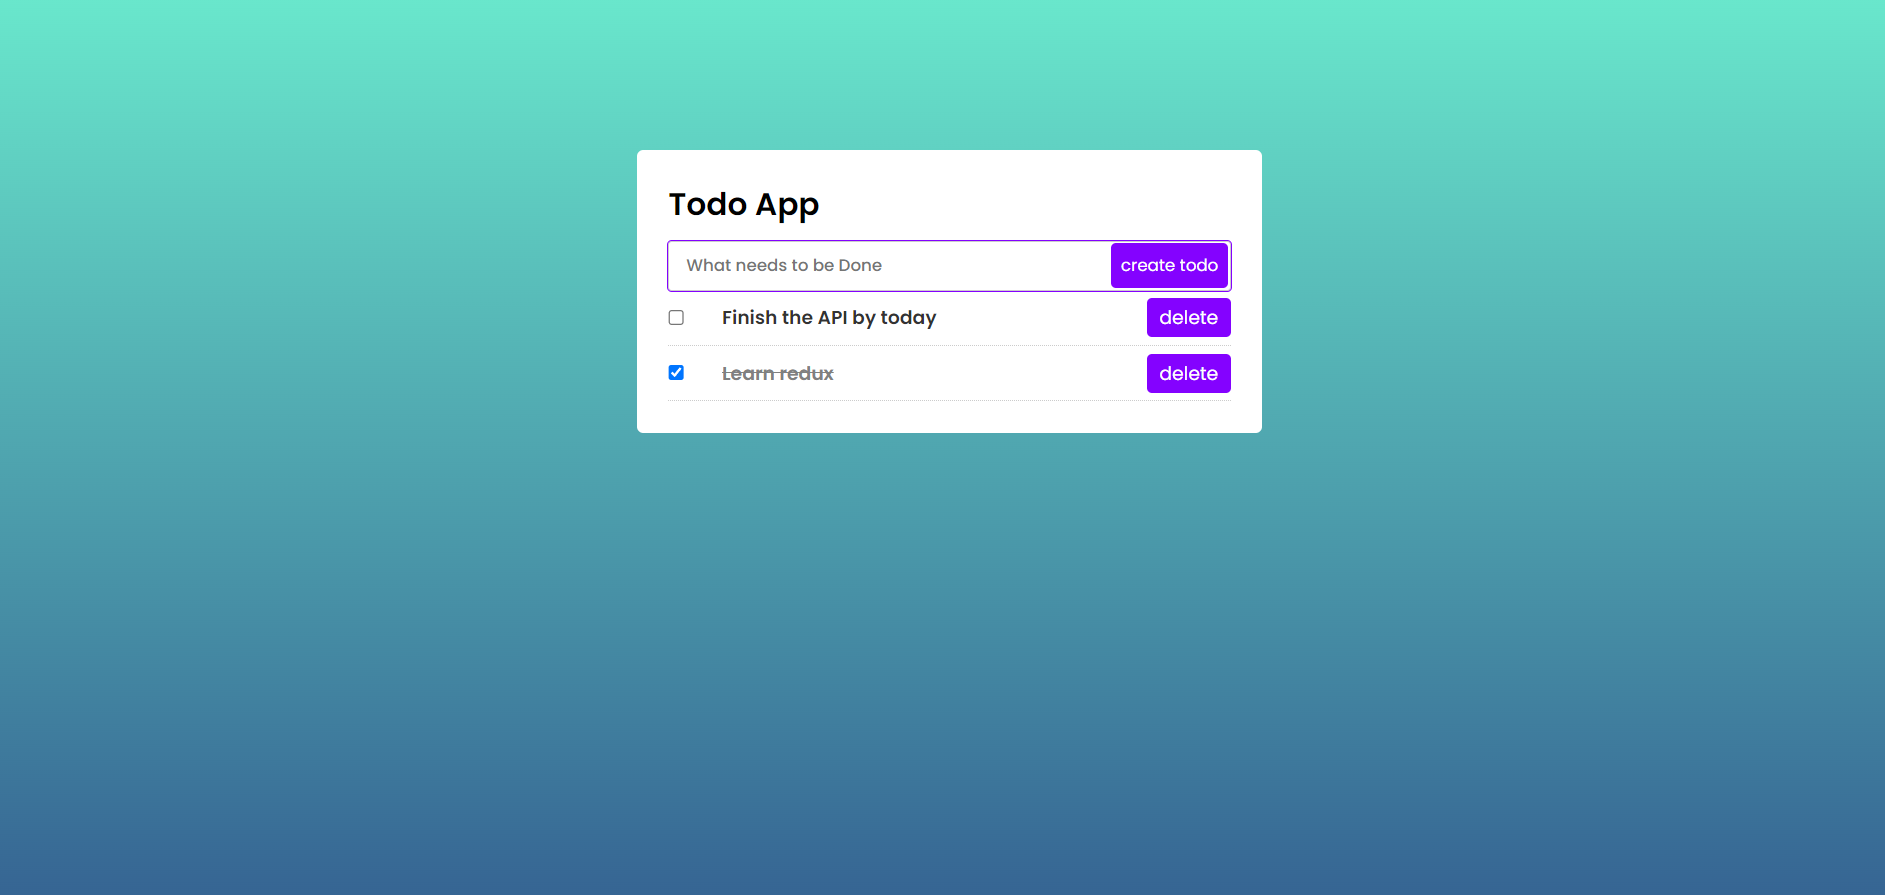 Todo App
What needs to be Done
create todo
Finish the API by today
delete
Learn redux
delete